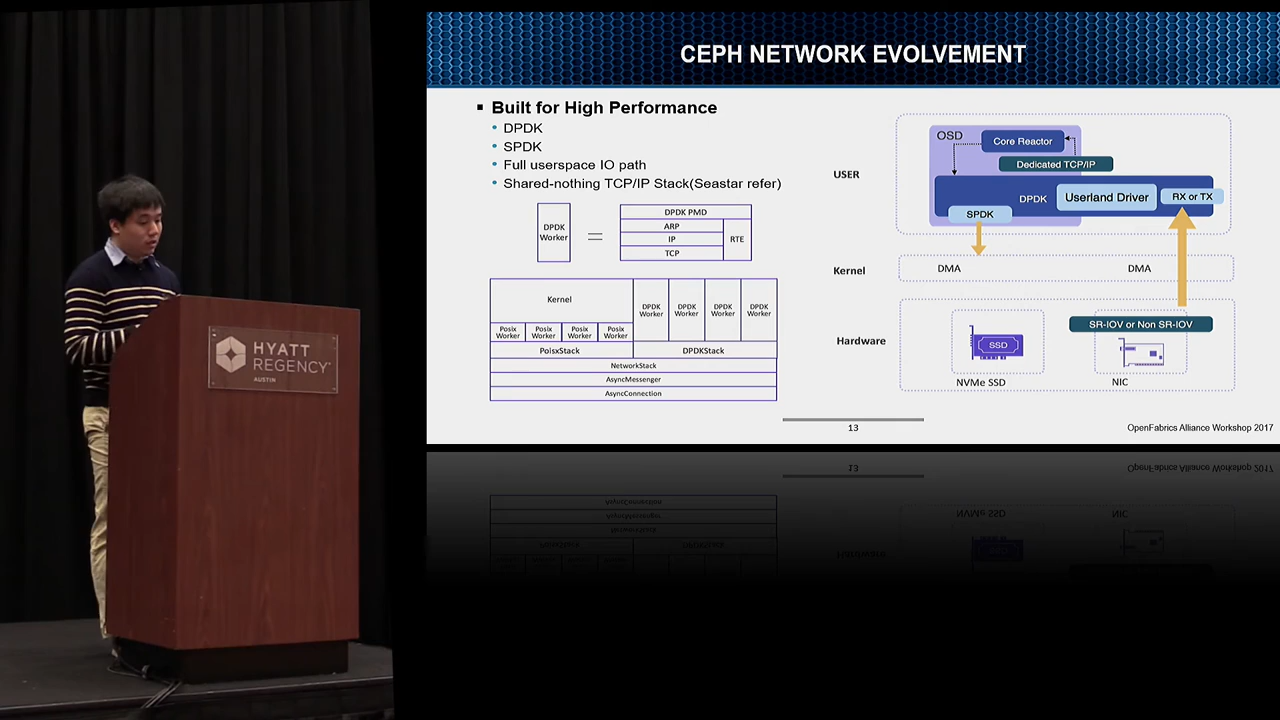 CEPH NETWORK EVOLVEMENT
▪ Built for High Performance
• DPDK
• SPDK
• Full userspace IO path
• Shared-nothing TCP/IP Stack(Seastar refer)
DPDK
Worker
=
DPDK PMD
ARP
IP
TCP
RTE
Kernel
DPDK
Worker
DPDK
Worker
DPDK
Worker
DPDK
Worker
Posix
Worker
Posix
Worker
Posix
Worker
Posix
Worker
PoisxStack
DPDKStack
NetworkStack
AsyncMessenger
AsyncConnection
USER
OSD
Core Reactor
Dedicated TCP/IP
DPDK
Userland Driver
RX or TX
SPDK
Kernel
DMA
DMA
Hardware
SR-IOV or Non SR-IOV
SSD
NVMe SSD
NIC
13
OpenFabrics Alliance Workshop 2017
HYATT
REGENCY
AUSTIN